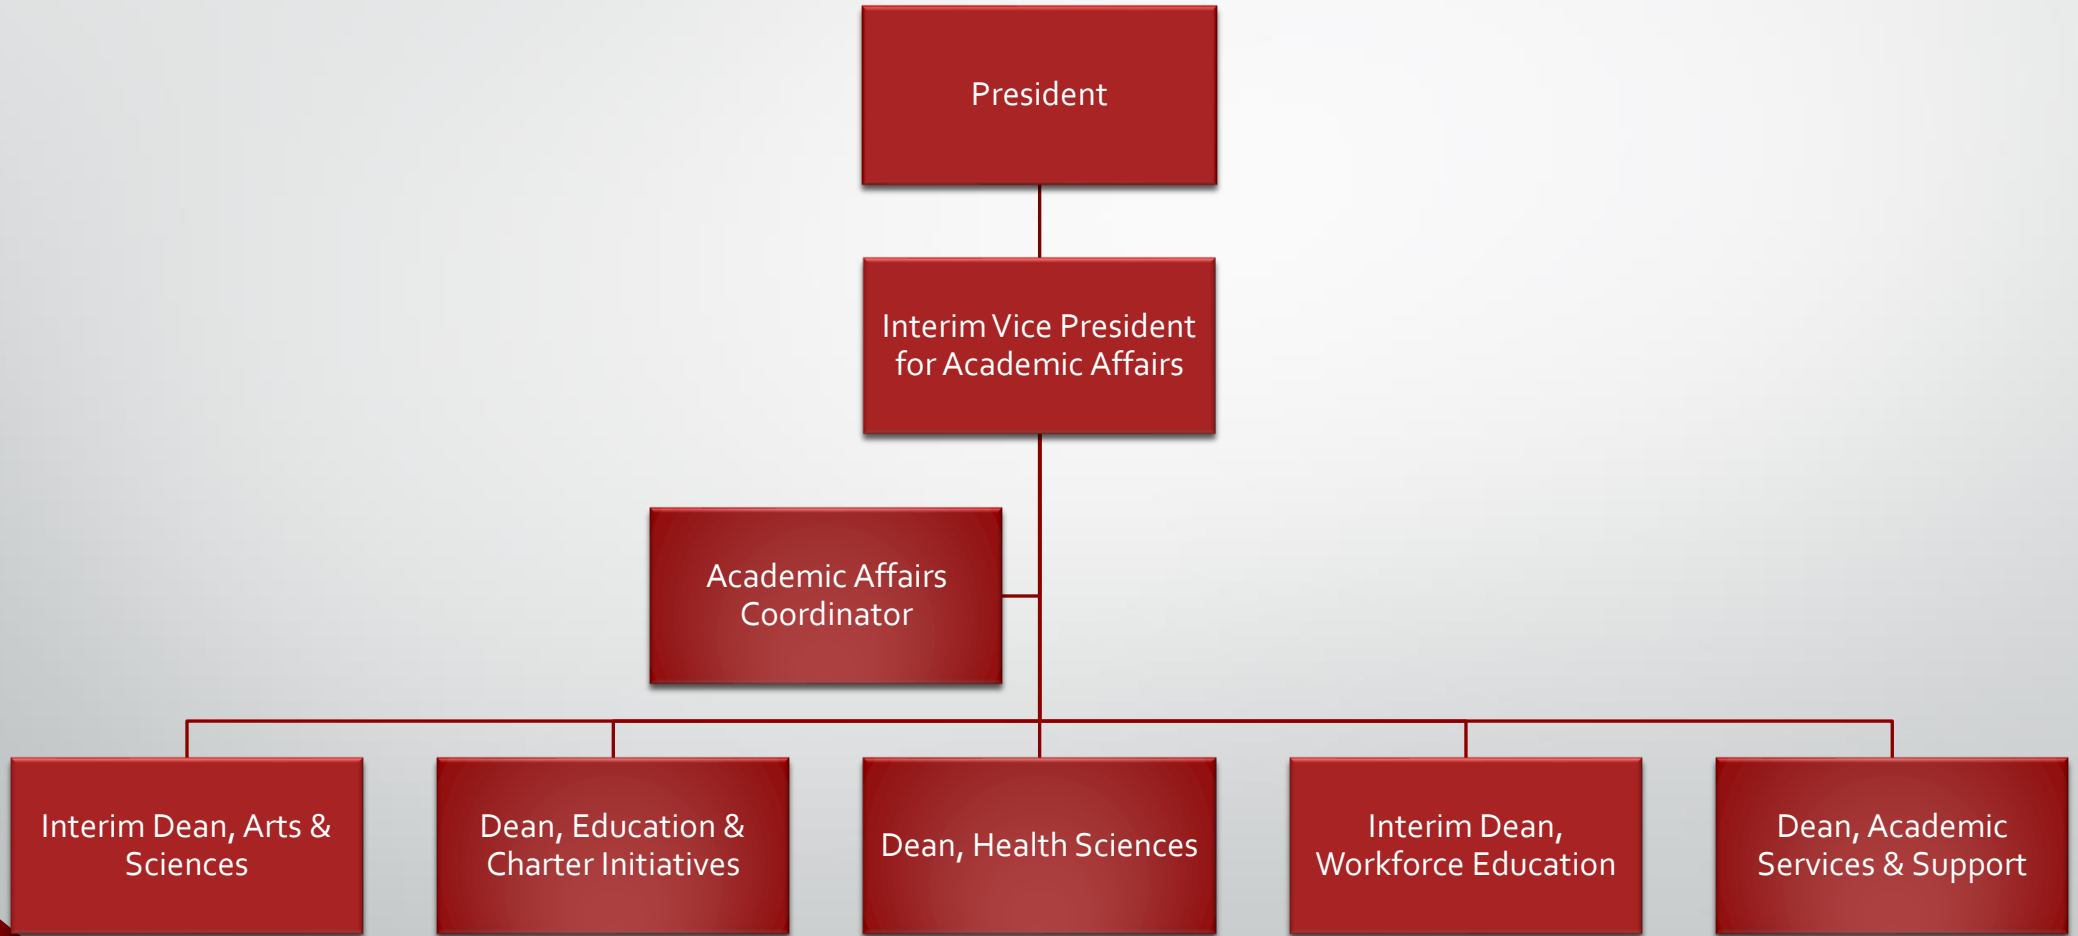 President
Interim Vice President
for Academic Affairs
Academic Affairs
Coordinator
Interim Dean, Arts &
Sciences
Dean, Education &
Charter Initiatives
Dean, Health Sciences
Interim Dean,
Workforce Education
Dean, Academic
Services & Support